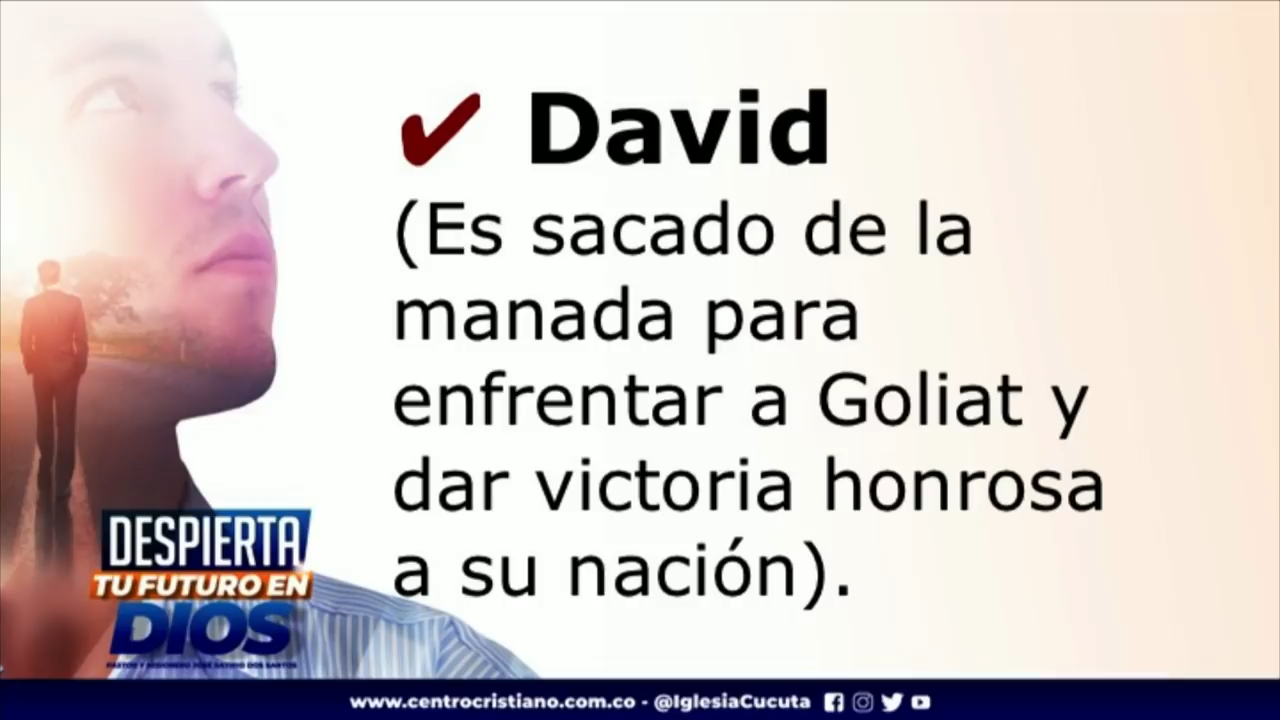 ✔ David
(Es sacado de la
manada para
enfrentar a Goliat y
dar victoria honrosa
a su nación).
DESPIERTA
TU FUTURO EN
DIOS
www.centrocristiano.com.co - @IglesiaCucuta